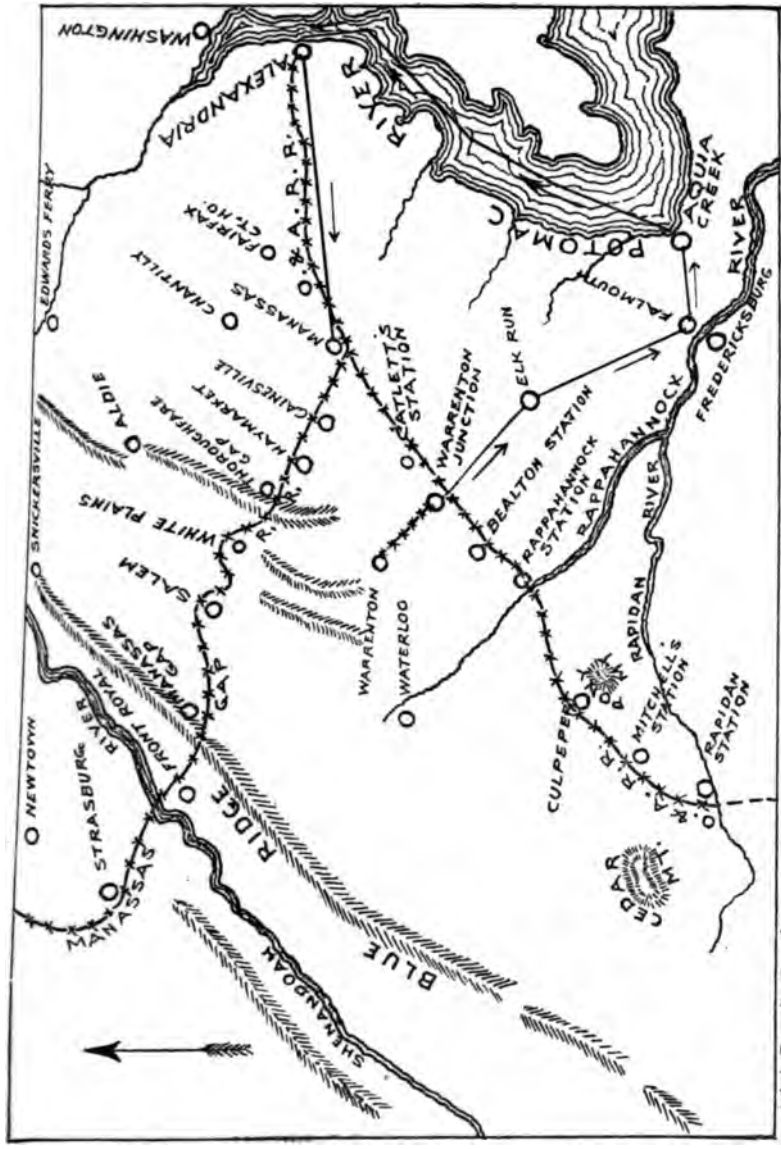 WASHINGTON
ALEXANDRIA
EDWARDS FERRY
O. & A. R. R.
FAIRFAX
CT. HO.
CHANTILLY
MANASSAS
GAINESVILLE
HAYMARKET
THOROUGHFARE
GAP
ALDIE
SNICKERSVILLE
WHITE PLAINS
SALEM
MANASSAS
GAP
FRONT ROYAL
STRASBURG
NEWTOWN
MANASSAS GAP R. R.
SHENANDOAH RIVER
BLUE RIDGE
POTOMAC RIVER
AQUIA
CREEK
FALMOUTH
FREDERICKSBURG
RAPPAHANNOCK RIVER
ELK RUN
CATLETT'S
STATION
WARRENTON
JUNCTION
BEALTON STATION
RAPPAHANNOCK
STATION
WARRENTON
WATERLOO
RAPIDAN RIVER
CULPEPER
MITCHELL'S
STATION
RAPIDAN
STATION
O. & A. R. R.
CEDAR
MT.